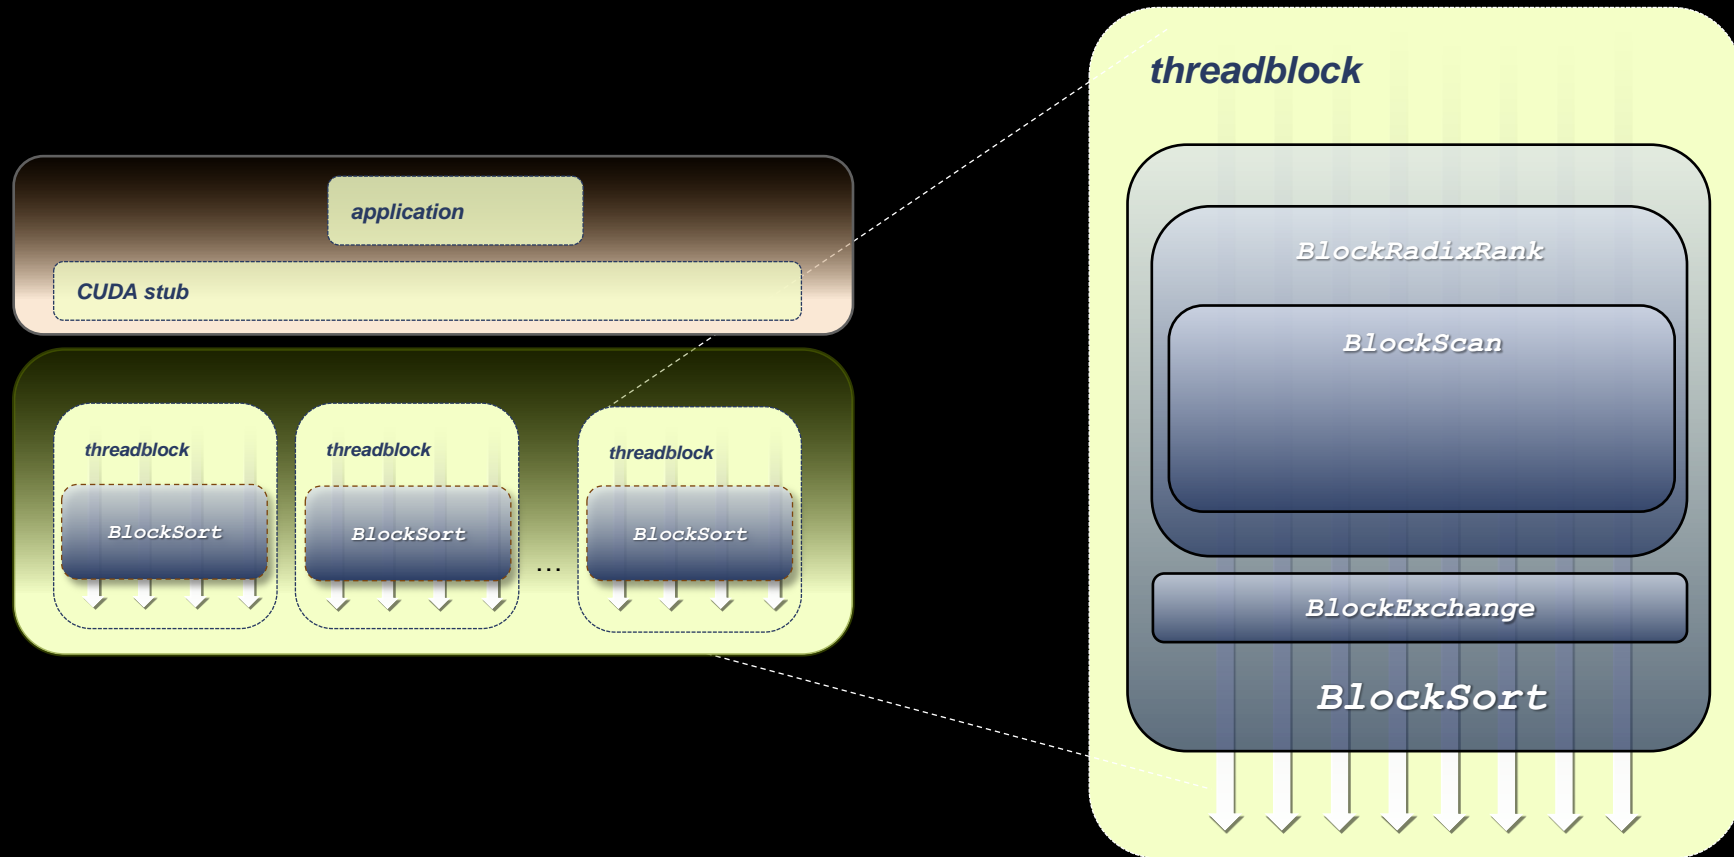 application
CUDA stub
threadblock
BlockSort
threadblock
BlockSort
...
threadblock
BlockSort
threadblock
BlockRadixRank
BlockScan
BlockExchange
BlockSort